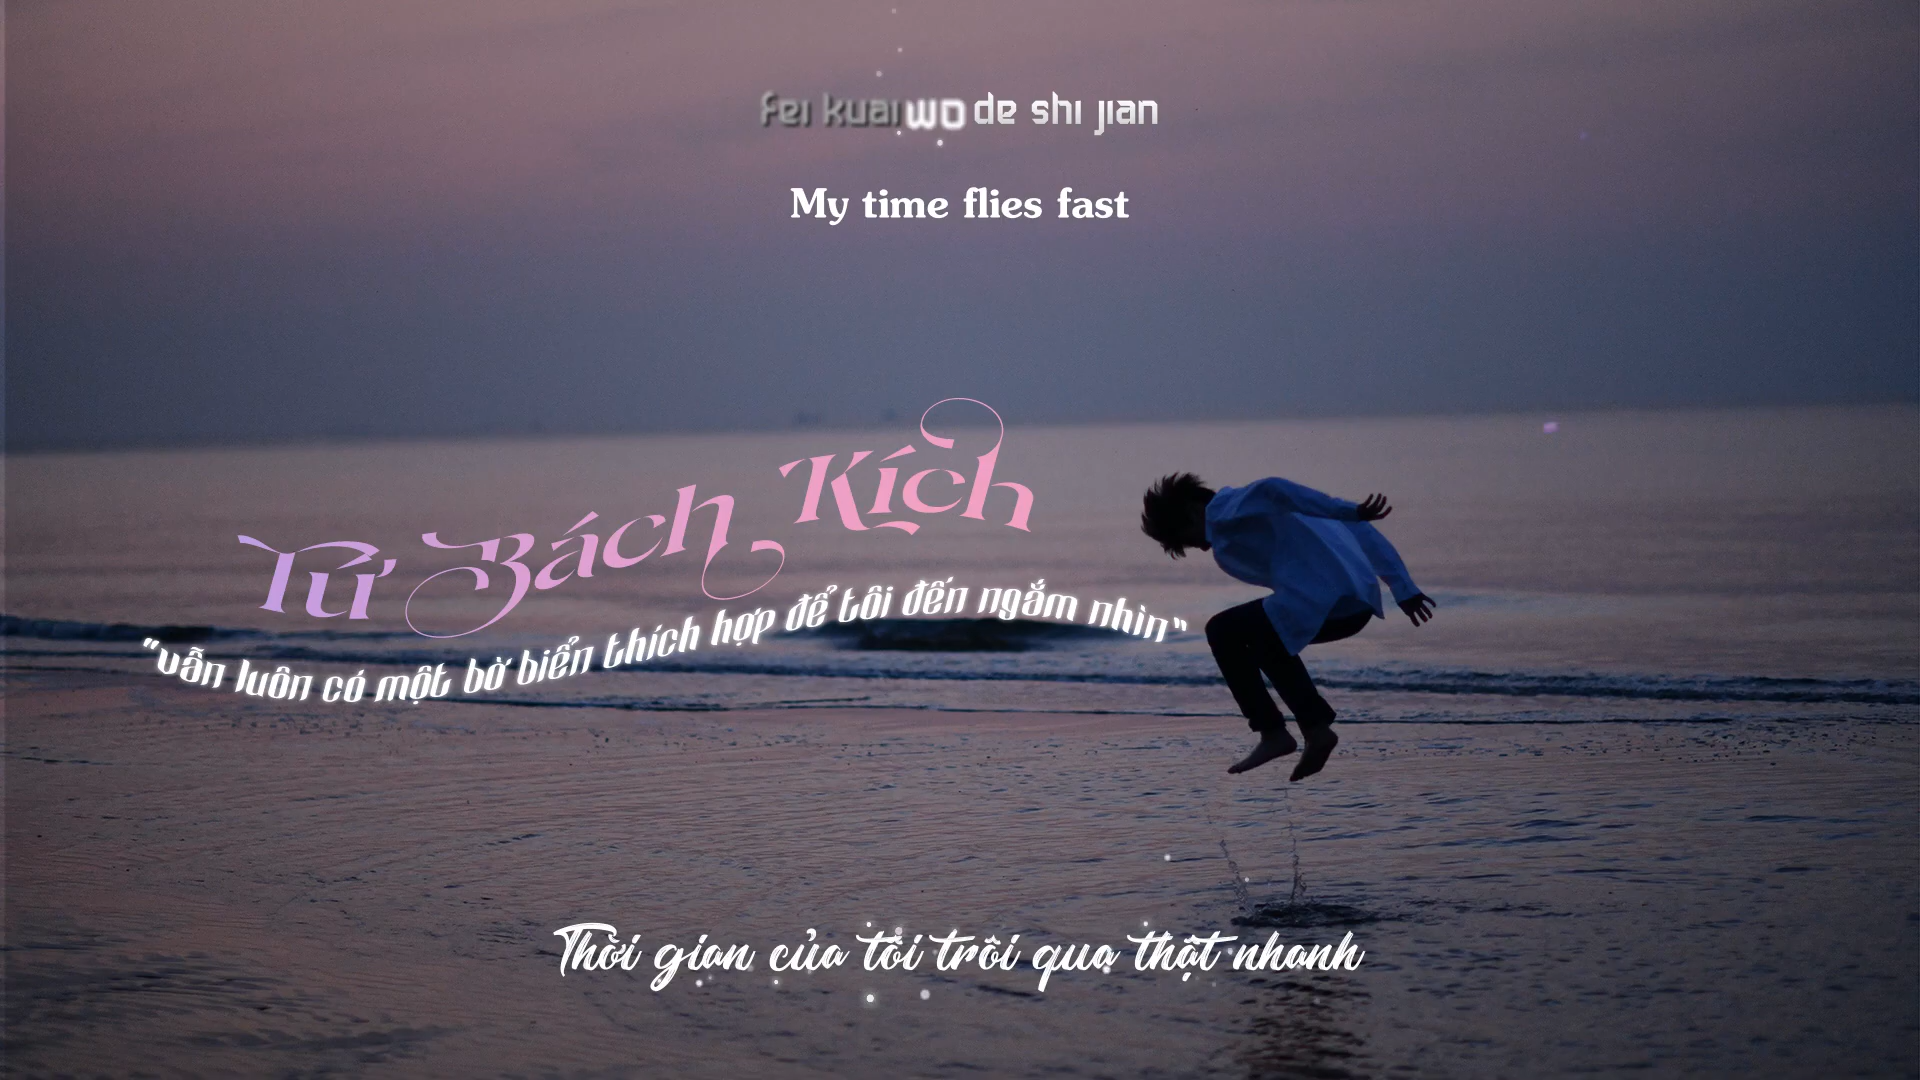 fei kuai wo de shi jian
My time flies fast
Tứ Bách Kích
"vẫn luôn có một bờ biển thích hợp để tôi đến ngắm nhìn"
Thời gian của tôi trôi qua thật nhanh